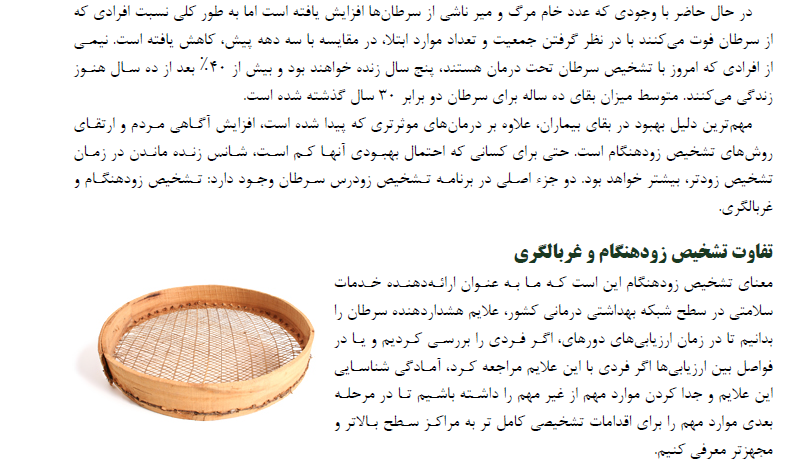 در حال حاضر با وجودی که عدد خام مرگ و میر ناشی از سرطان‌ها افزایش یافته است اما به طور کلی نسبت افرادی که
از سرطان فوت می‌کنند با در نظر گرفتن جمعیت و تعداد موارد ابتلا، در مقایسه با سه دهه پیش، کاهش یافته است. نیمی
از افرادی که امروز با تشخیص سرطان تحت درمان هستند، پنج سال زنده خواهند بود و بیش از ۴۰٪ بعد از ده سال هنوز
زندگی می‌کنند. متوسط میزان بقای ده ساله برای سرطان دو برابر ۳۰ سال گذشته شده است.
مهم‌ترین دلیل بهبود در بقای بیماران، علاوه بر درمان‌های موثرتری که پیدا شده است، افزایش آگاهی مردم و ارتقای
روش‌های تشخیص زودهنگام است. حتی برای کسانی که احتمال بهبودی آنها کم است، شانس زنده ماندن در زمان
تشخیص زودتر، بیشتر خواهد بود. دو جزء اصلی در برنامه تشخیص زودرس سرطان وجود دارد: تشخیص زودهنگام و
غربالگری.
تفاوت تشخیص زودهنگام و غربالگری
معنای تشخیص زودهنگام این است که ما به عنوان ارائه‌دهنده خدمات
سلامتی در سطح شبکه بهداشتی درمانی کشور، علایم هشداردهنده سرطان را
بدانیم تا در زمان ارزیابی‌های دوره‌ای، اگر فردی را بررسی کردیم و یا در
فواصل بین ارزیابی‌ها اگر فردی با این علایم مراجعه کرد، آمادگی شناسایی
این علایم و جدا کردن موارد مهم از غیر مهم را داشته باشیم تا در مرحله
بعدی موارد مهم را برای اقدامات تشخیصی کامل تر به مراکز سطح بالاتر و
مجهزتر معرفی کنیم.